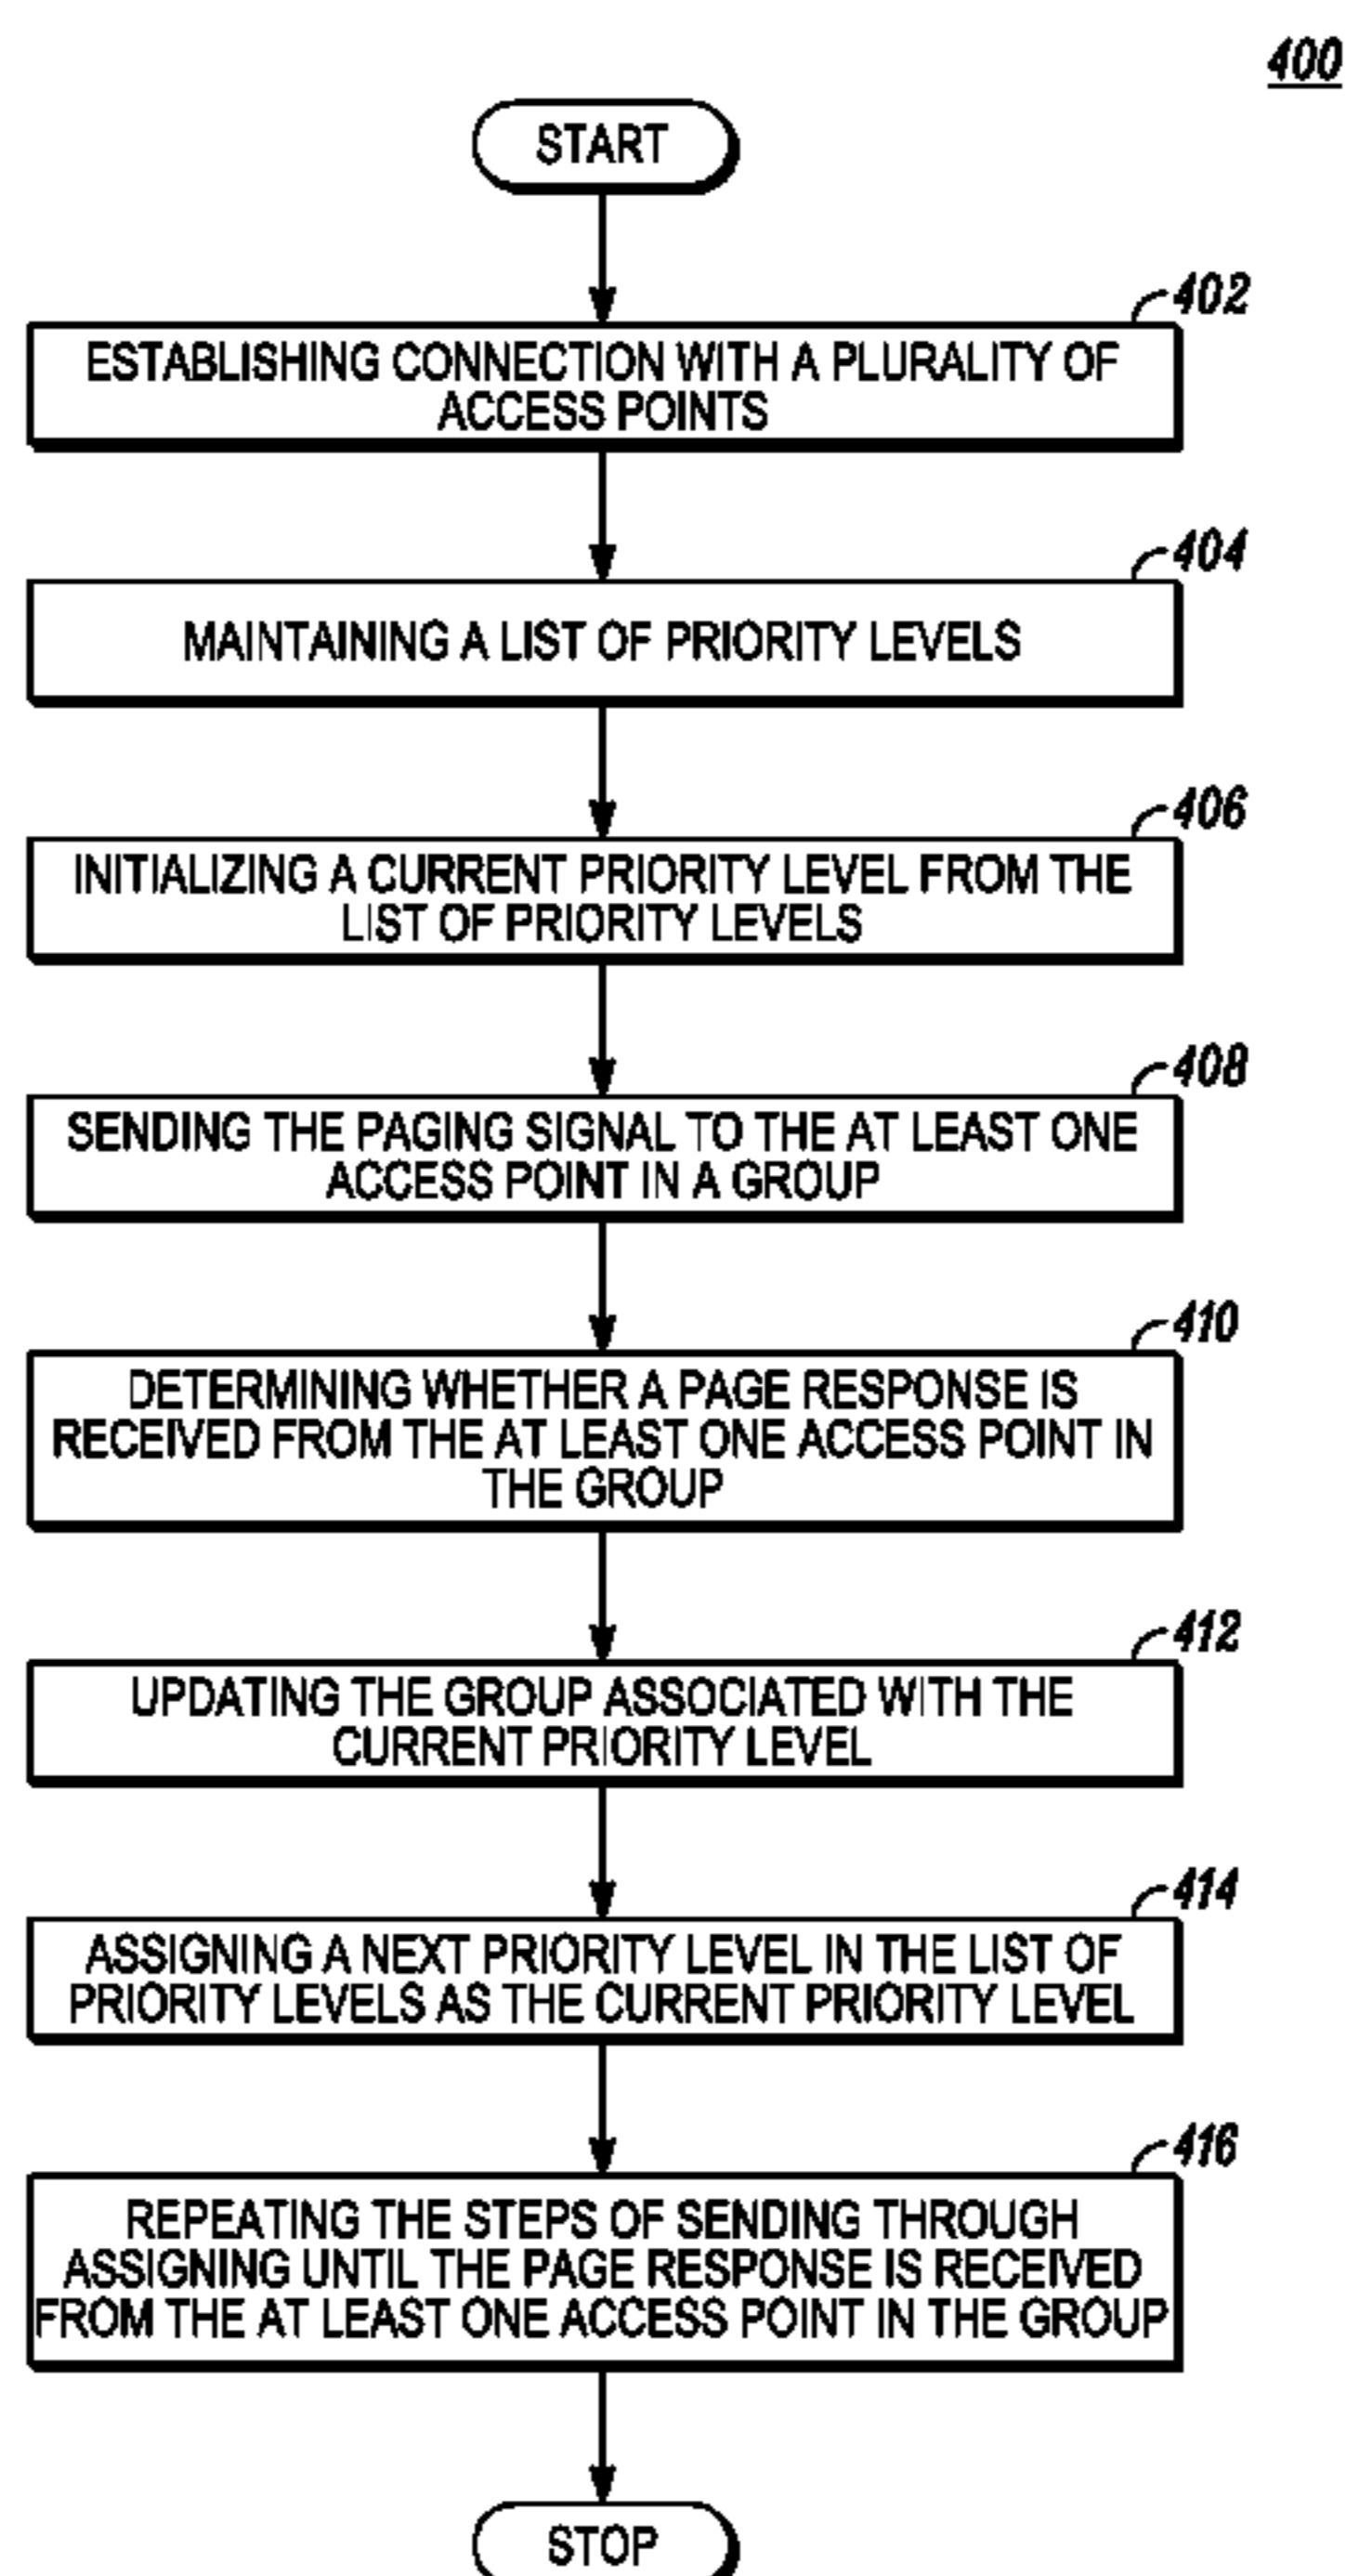 400
START
402
ESTABLISHING CONNECTION WITH A PLURALITY OF
ACCESS POINTS
404
MAINTAINING A LIST OF PRIORITY LEVELS
406
INITIALIZING A CURRENT PRIORITY LEVEL FROM THE
LIST OF PRIORITY LEVELS
408
SENDING THE PAGING SIGNAL TO THE AT LEAST ONE
ACCESS POINT IN A GROUP
410
DETERMINING WHETHER A PAGE RESPONSE IS
RECEIVED FROM THE AT LEAST ONE ACCESS POINT IN
THE GROUP
412
UPDATING THE GROUP ASSOCIATED WITH THE
CURRENT PRIORITY LEVEL
414
ASSIGNING A NEXT PRIORITY LEVEL IN THE LIST OF
PRIORITY LEVELS AS THE CURRENT PRIORITY LEVEL
416
REPEATING THE STEPS OF SENDING THROUGH
ASSIGNING UNTIL THE PAGE RESPONSE IS RECEIVED
FROM THE AT LEAST ONE ACCESS POINT IN THE GROUP
STOP